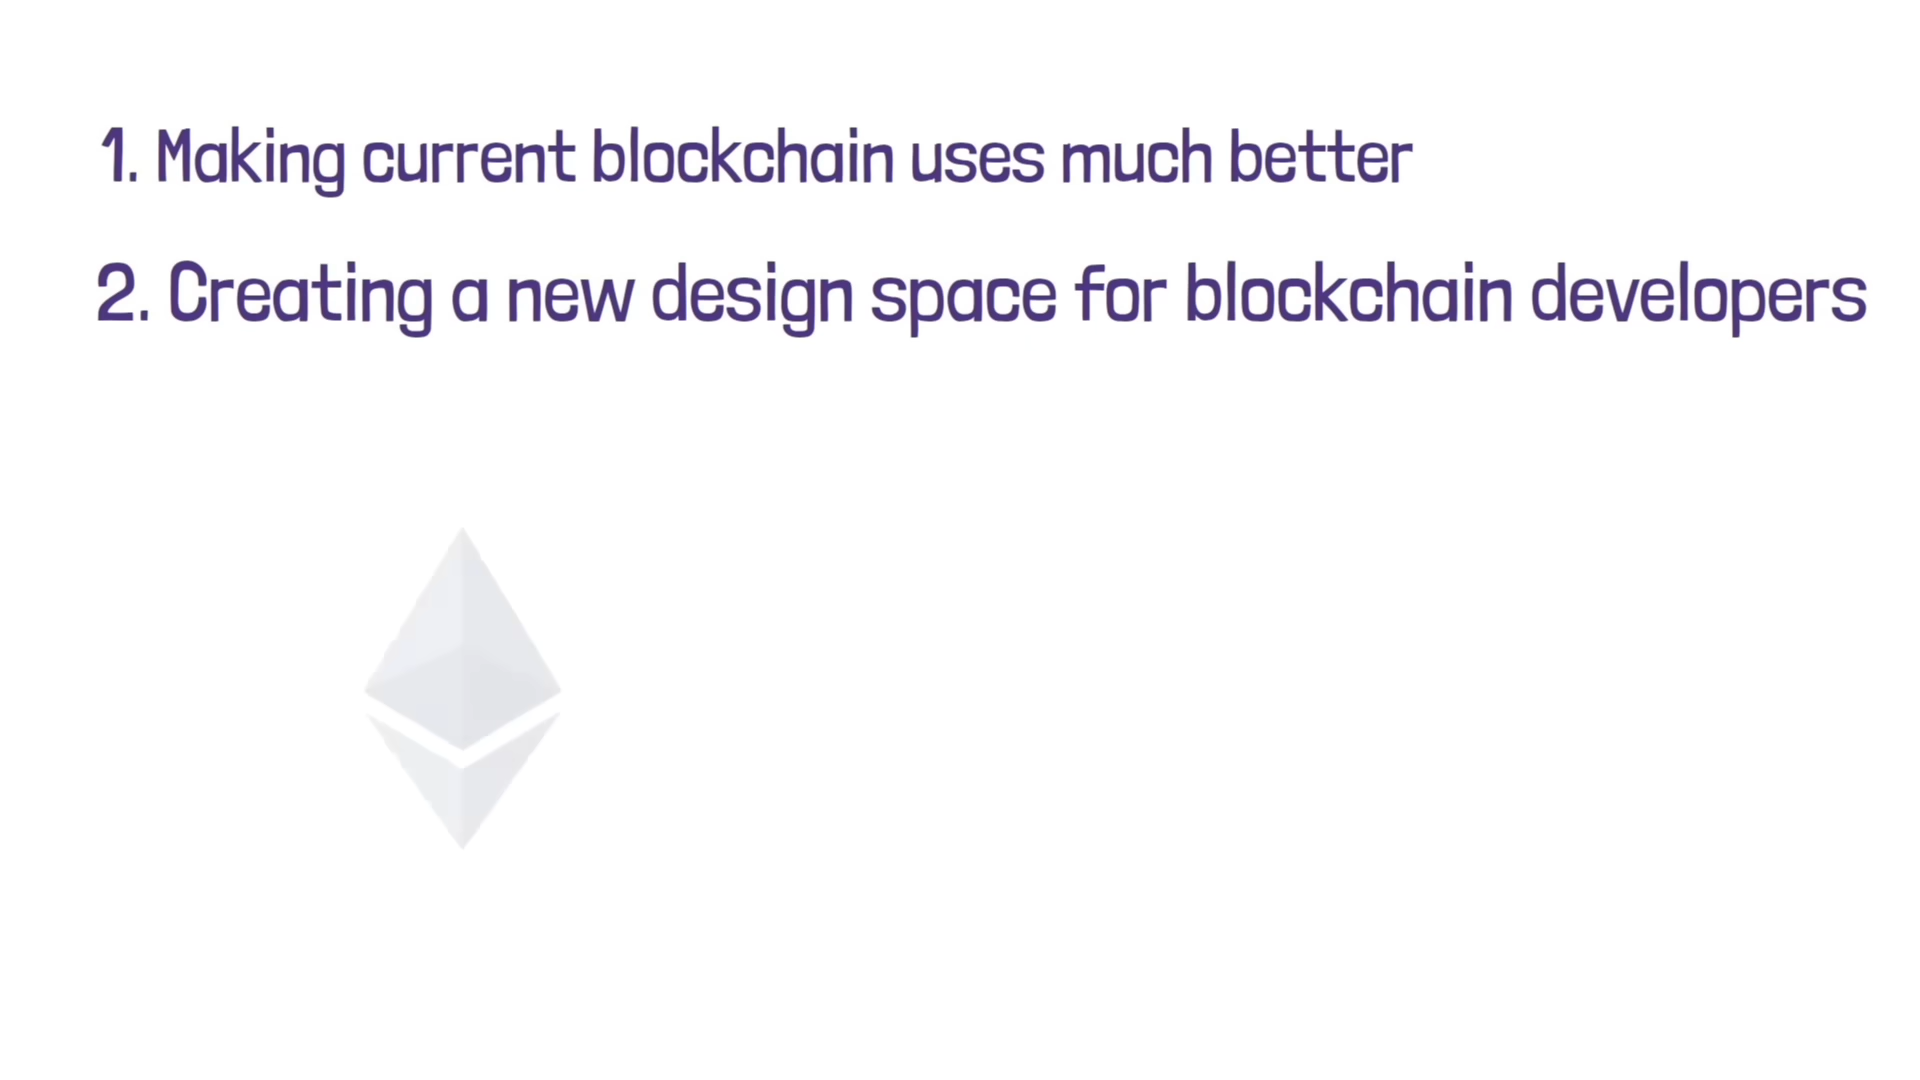 1. Making current blockchain uses much better
2. Creating a new design space for blockchain developers